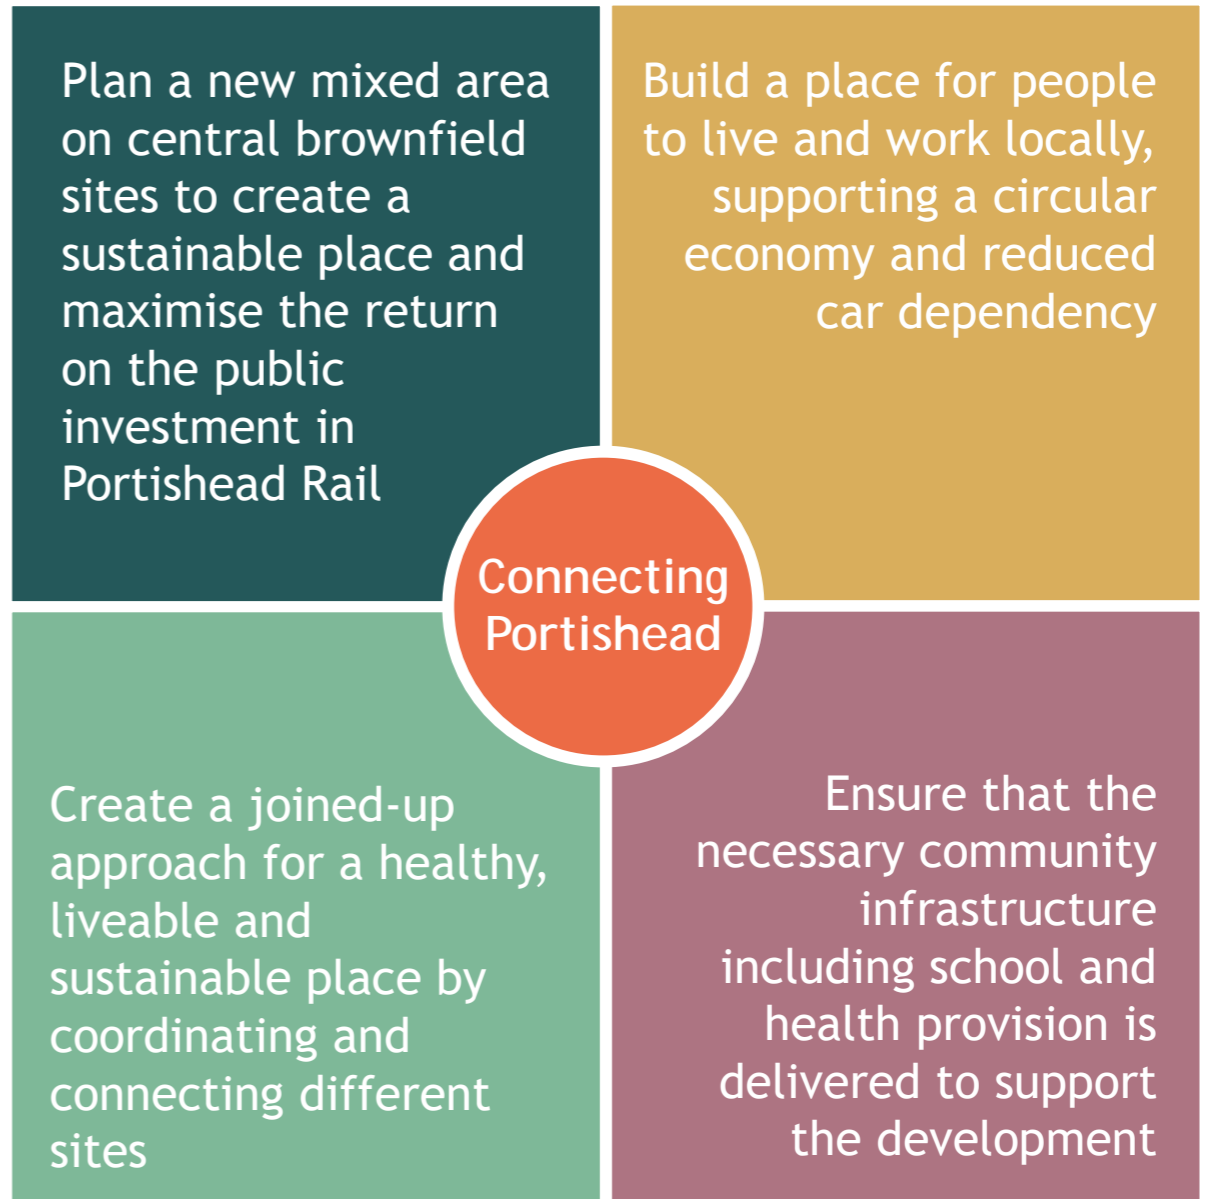 Plan a new mixed area
on central brownfield
sites to create a
sustainable place and
maximise the return
on the public
investment in
Portishead Rail
Build a place for people
to live and work locally,
supporting a circular
economy and reduced
car dependency
Connecting
Portishead
Create a joined-up
approach for a healthy,
liveable and
sustainable place by
coordinating and
connecting different
sites
Ensure that the
necessary community
infrastructure
including school and
health provision is
delivered to support
the development